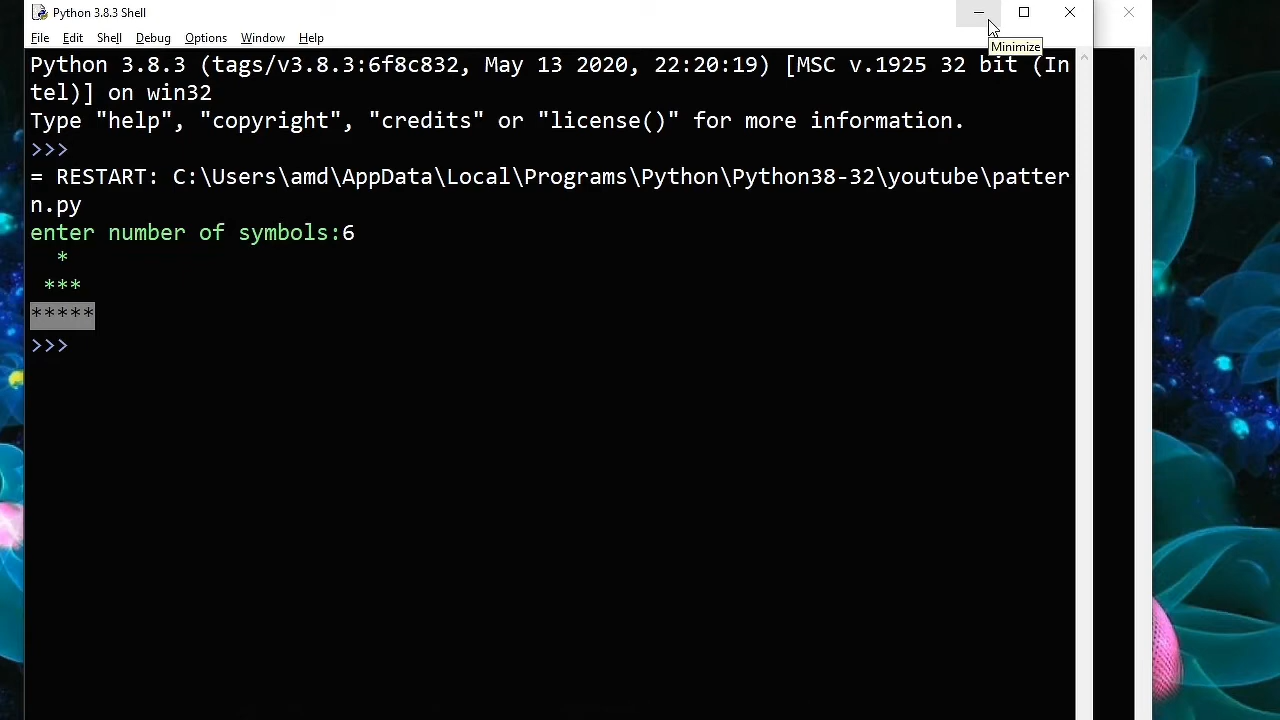 Python 3.8.3 Shell
File Edit Shell Debug Options Window Help
Minimize
Python 3.8.3 (tags/v3.8.3:6f8c832, May 13 2020, 22:20:19) [MSC v.1925 32 bit (In
tel)] on win32
Type "help", "copyright", "credits" or "license()" for more information.
>>>
= RESTART: C:\Users\amd\AppData\Local\Programs\Python\Python38-32\youtube\patter
n.py
enter number of symbols:6
  *
 ***
*****
>>>